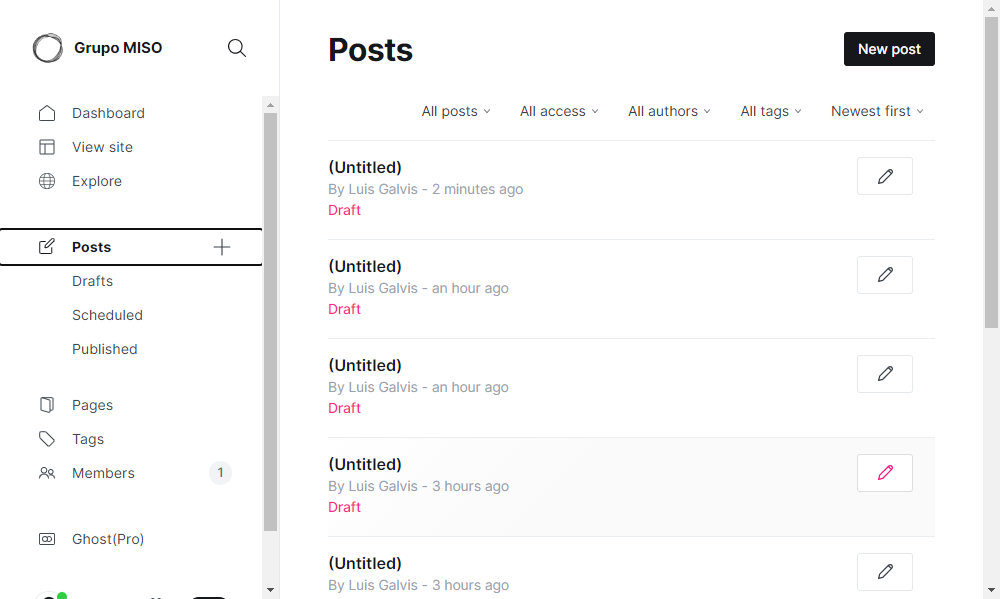 Grupo MISO
Dashboard
View site
Explore
Posts
Drafts
Scheduled
Published
Pages
Tags
Members 1
Ghost(Pro)
Posts
New post
All posts All access All authors All tags Newest first
(Untitled)
By Luis Galvis - 2 minutes ago
Draft
(Untitled)
By Luis Galvis - an hour ago
Draft
(Untitled)
By Luis Galvis - an hour ago
Draft
(Untitled)
By Luis Galvis - 3 hours ago
Draft
(Untitled)
By Luis Galvis - 3 hours ago